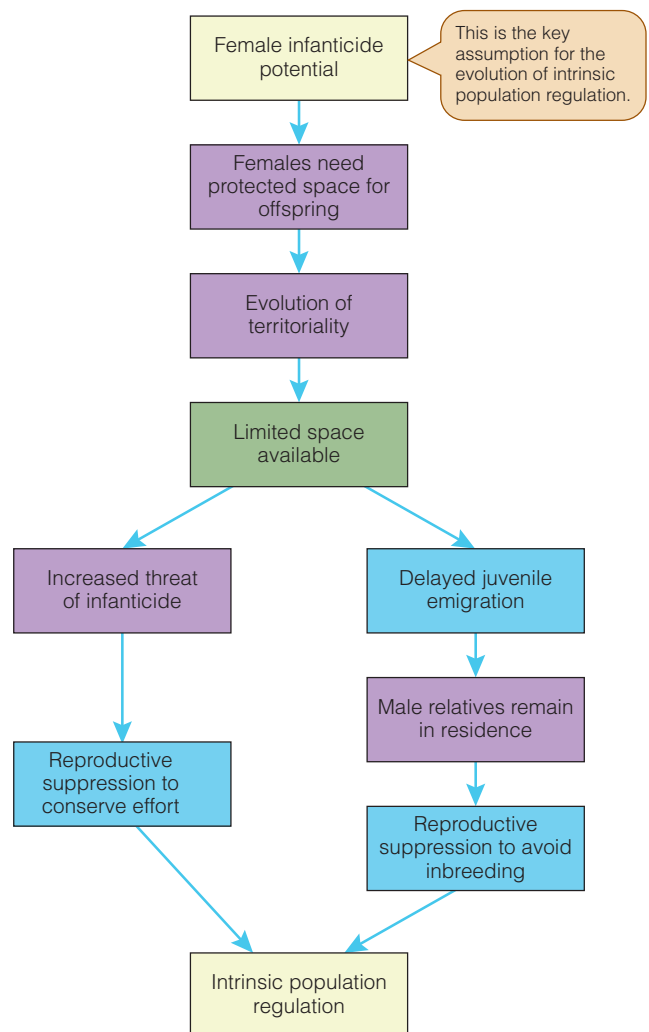 Female infanticide
potential
This is the key
assumption for the
evolution of intrinsic
population regulation.
Females need
protected space for
offspring
Evolution of
territoriality
Limited space
available
Increased threat
of infanticide
Delayed juvenile
emigration
Male relatives remain
in residence
Reproductive
suppression to
conserve effort
Reproductive
suppression to avoid
inbreeding
Intrinsic population
regulation